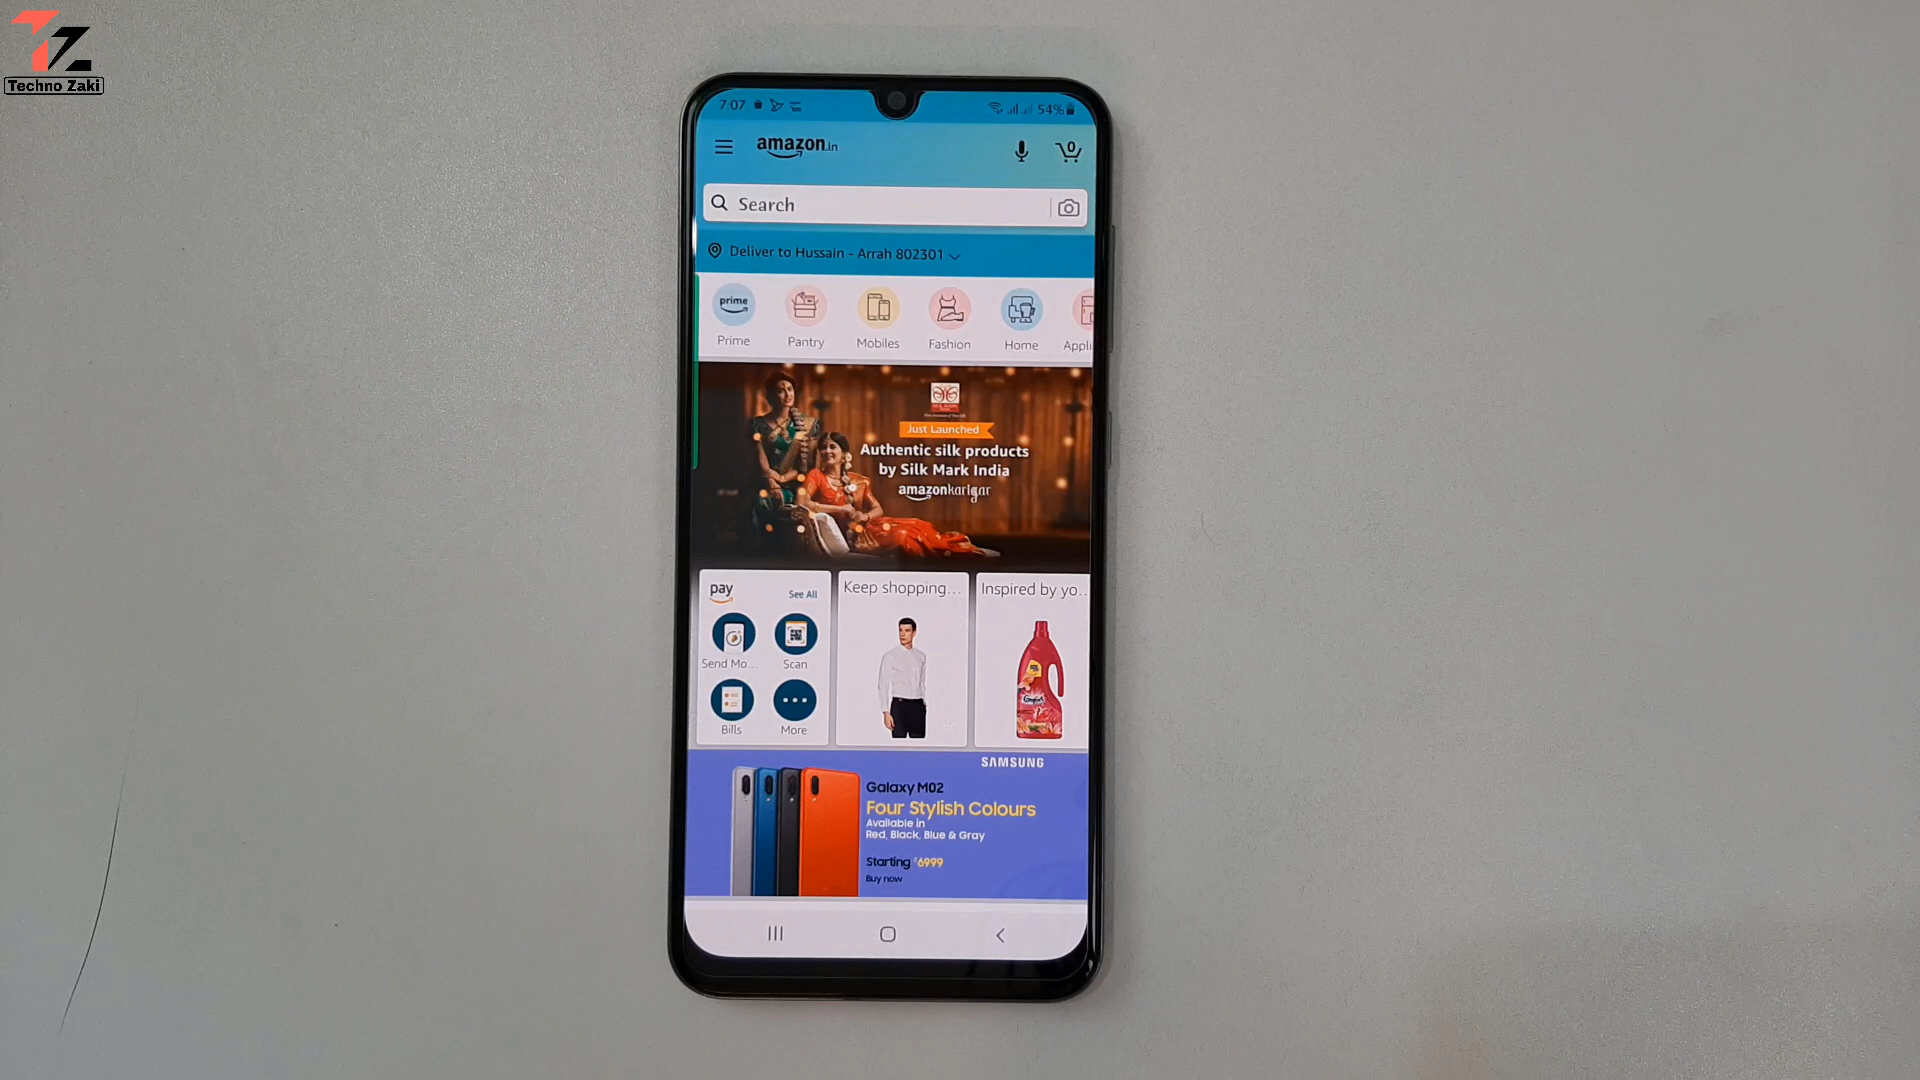 TZ
Techno Zaki
7:07
54%
amazon.in
0
Search
Deliver to Hussain - Arrah 802301
prime
Prime
Pantry
Mobiles
Fashion
Home
Appli
Just Launched
Authentic silk products
by Silk Mark India
amazonkarigar
pay
See All
Send Mo...
Scan
Bills
More
Keep shopping...
Inspired by yo...
SAMSUNG
Galaxy M02
Four Stylish Colours
Available in
Red, Black, Blue & Gray
Starting ₹6999
Buy now